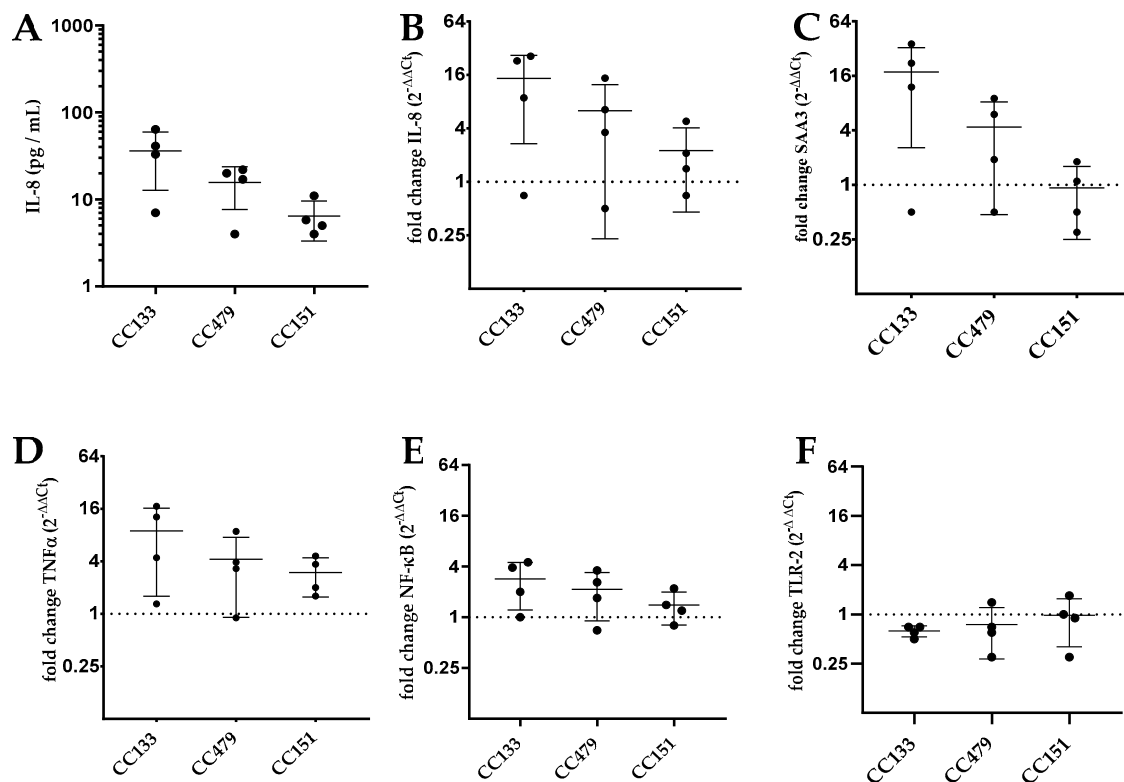 A
IL-8 (pg / mL)
1000
100
10
1
CC133
CC479
CC151
B
fold change IL-8 (2-ΔΔCt)
64
16
4
1
0.25
CC133
CC479
CC151
C
fold change SAA3 (2-ΔΔCt)
64
16
4
1
0.25
CC133
CC479
CC151
D
fold change TNFα (2-ΔΔCt)
64
16
4
1
0.25
CC133
CC479
CC151
E
fold change NF-κB (2-ΔΔCt)
64
16
4
1
0.25
CC133
CC479
CC151
F
fold change TLR-2 (2-Δ ΔCt)
64
16
4
1
0.25
CC133
CC479
CC151